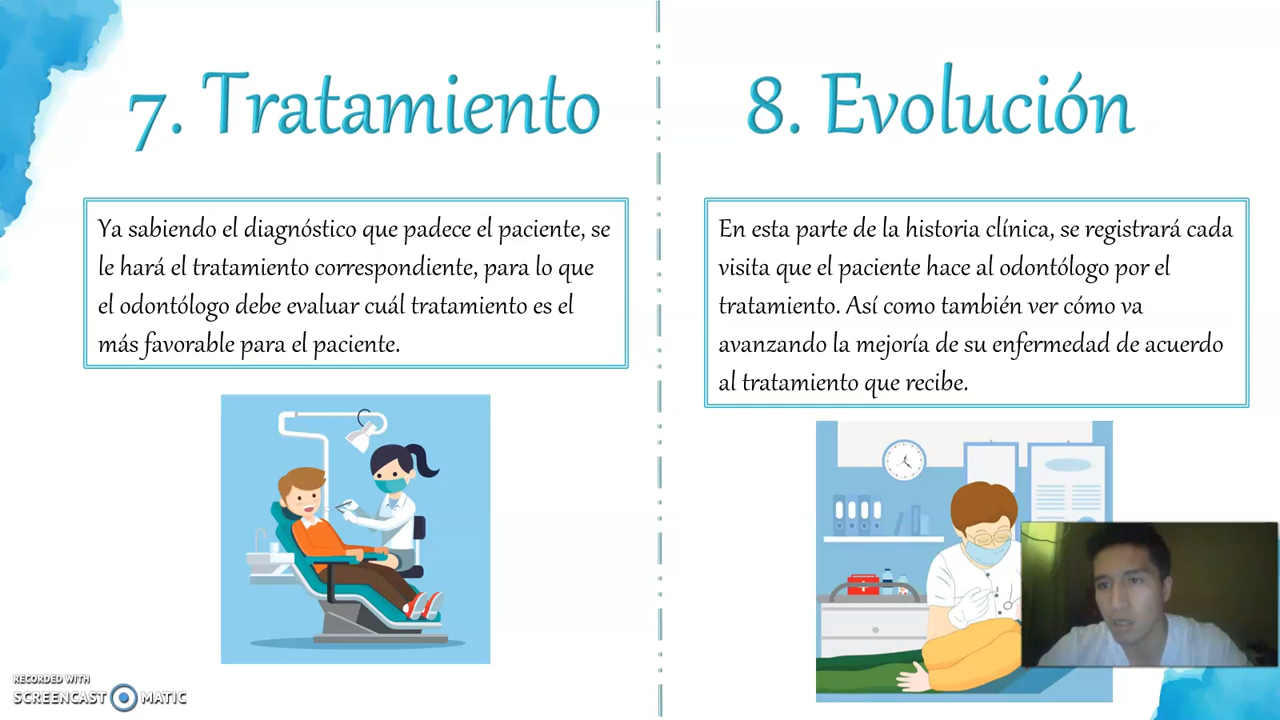 7. Tratamiento
Ya sabiendo el diagnóstico que padece el paciente, se
le hará el tratamiento correspondiente, para lo que
el odontólogo debe evaluar cuál tratamiento es el
más favorable para el paciente.
8. Evolución
En esta parte de la historia clínica, se registrará cada
visita que el paciente hace al odontólogo por el
tratamiento. Así como también ver cómo va
avanzando la mejoría de su enfermedad de acuerdo
al tratamiento que recibe.
RECORDED WITH
SCREENCAST MATIC